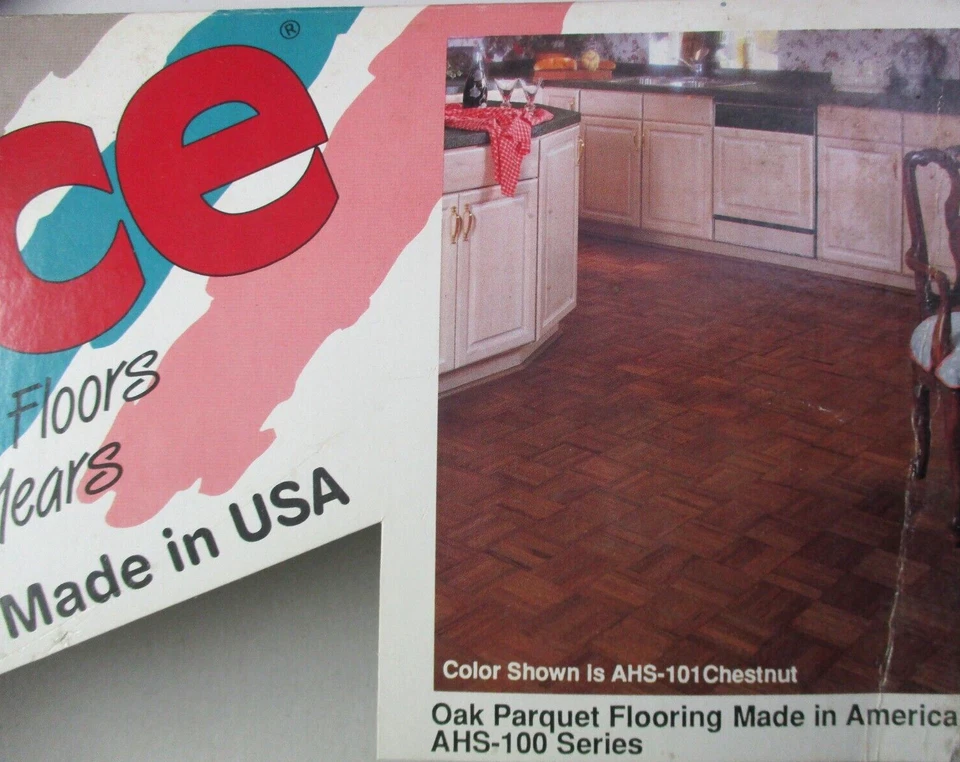 ce®
Floors
Years
Made in USA
Color Shown Is AHS-101Chestnut
Oak Parquet Flooring Made in America
AHS-100 Series